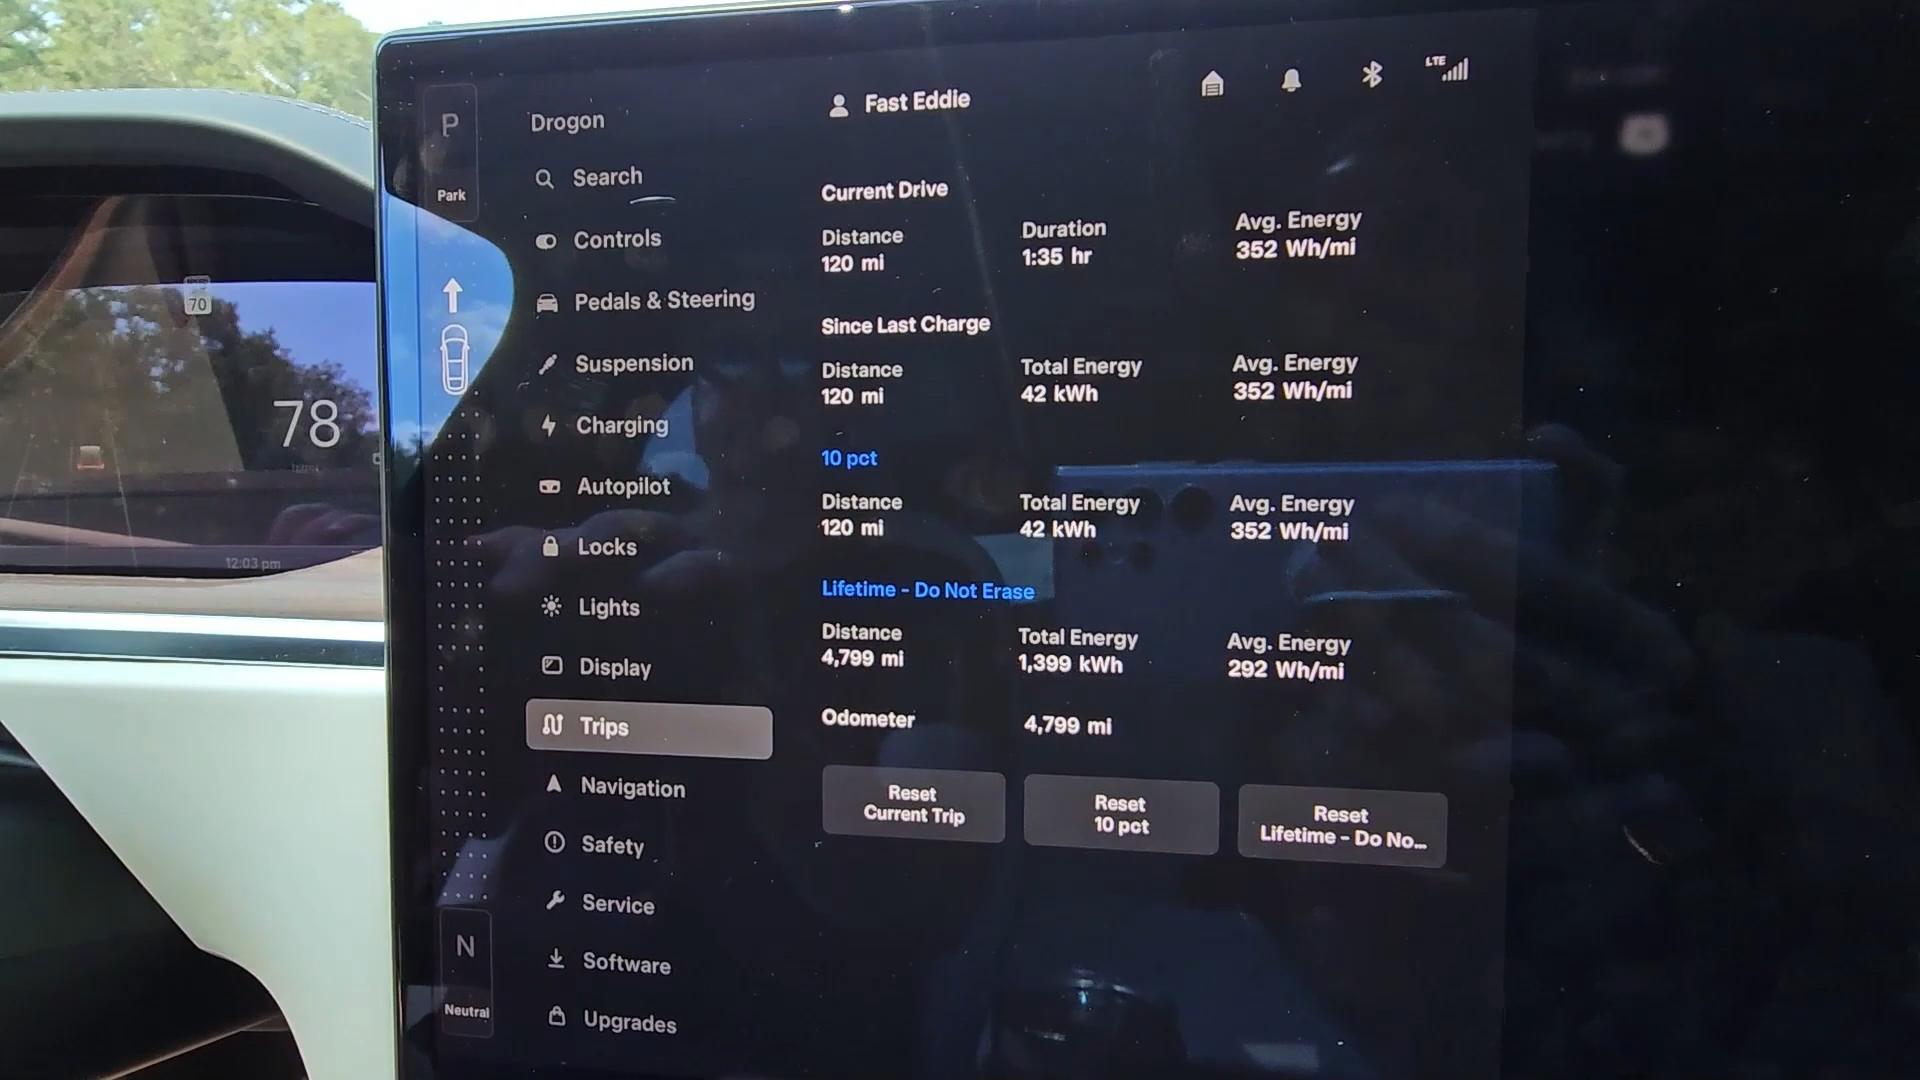 P
Park
Drogon
Fast Eddie
LTE
Search
Controls
Pedals & Steering
Suspension
Charging
Autopilot
Locks
Lights
Display
Trips
Navigation
Safety
Service
Software
Upgrades
N
Neutral
Current Drive
Distance
120 mi
Duration
1:35 hr
Avg. Energy
352 Wh/mi
Since Last Charge
Distance
120 mi
Total Energy
42 kWh
Avg. Energy
352 Wh/mi
10 pct
Distance
120 mi
Total Energy
42 kWh
Avg. Energy
352 Wh/mi
Lifetime - Do Not Erase
Distance
4,799 mi
Total Energy
1,399 kWh
Avg. Energy
292 Wh/mi
Odometer
4,799 mi
Reset
Current Trip
Reset
10 pct
Reset
Lifetime - Do No...
70
78
12:03 pm